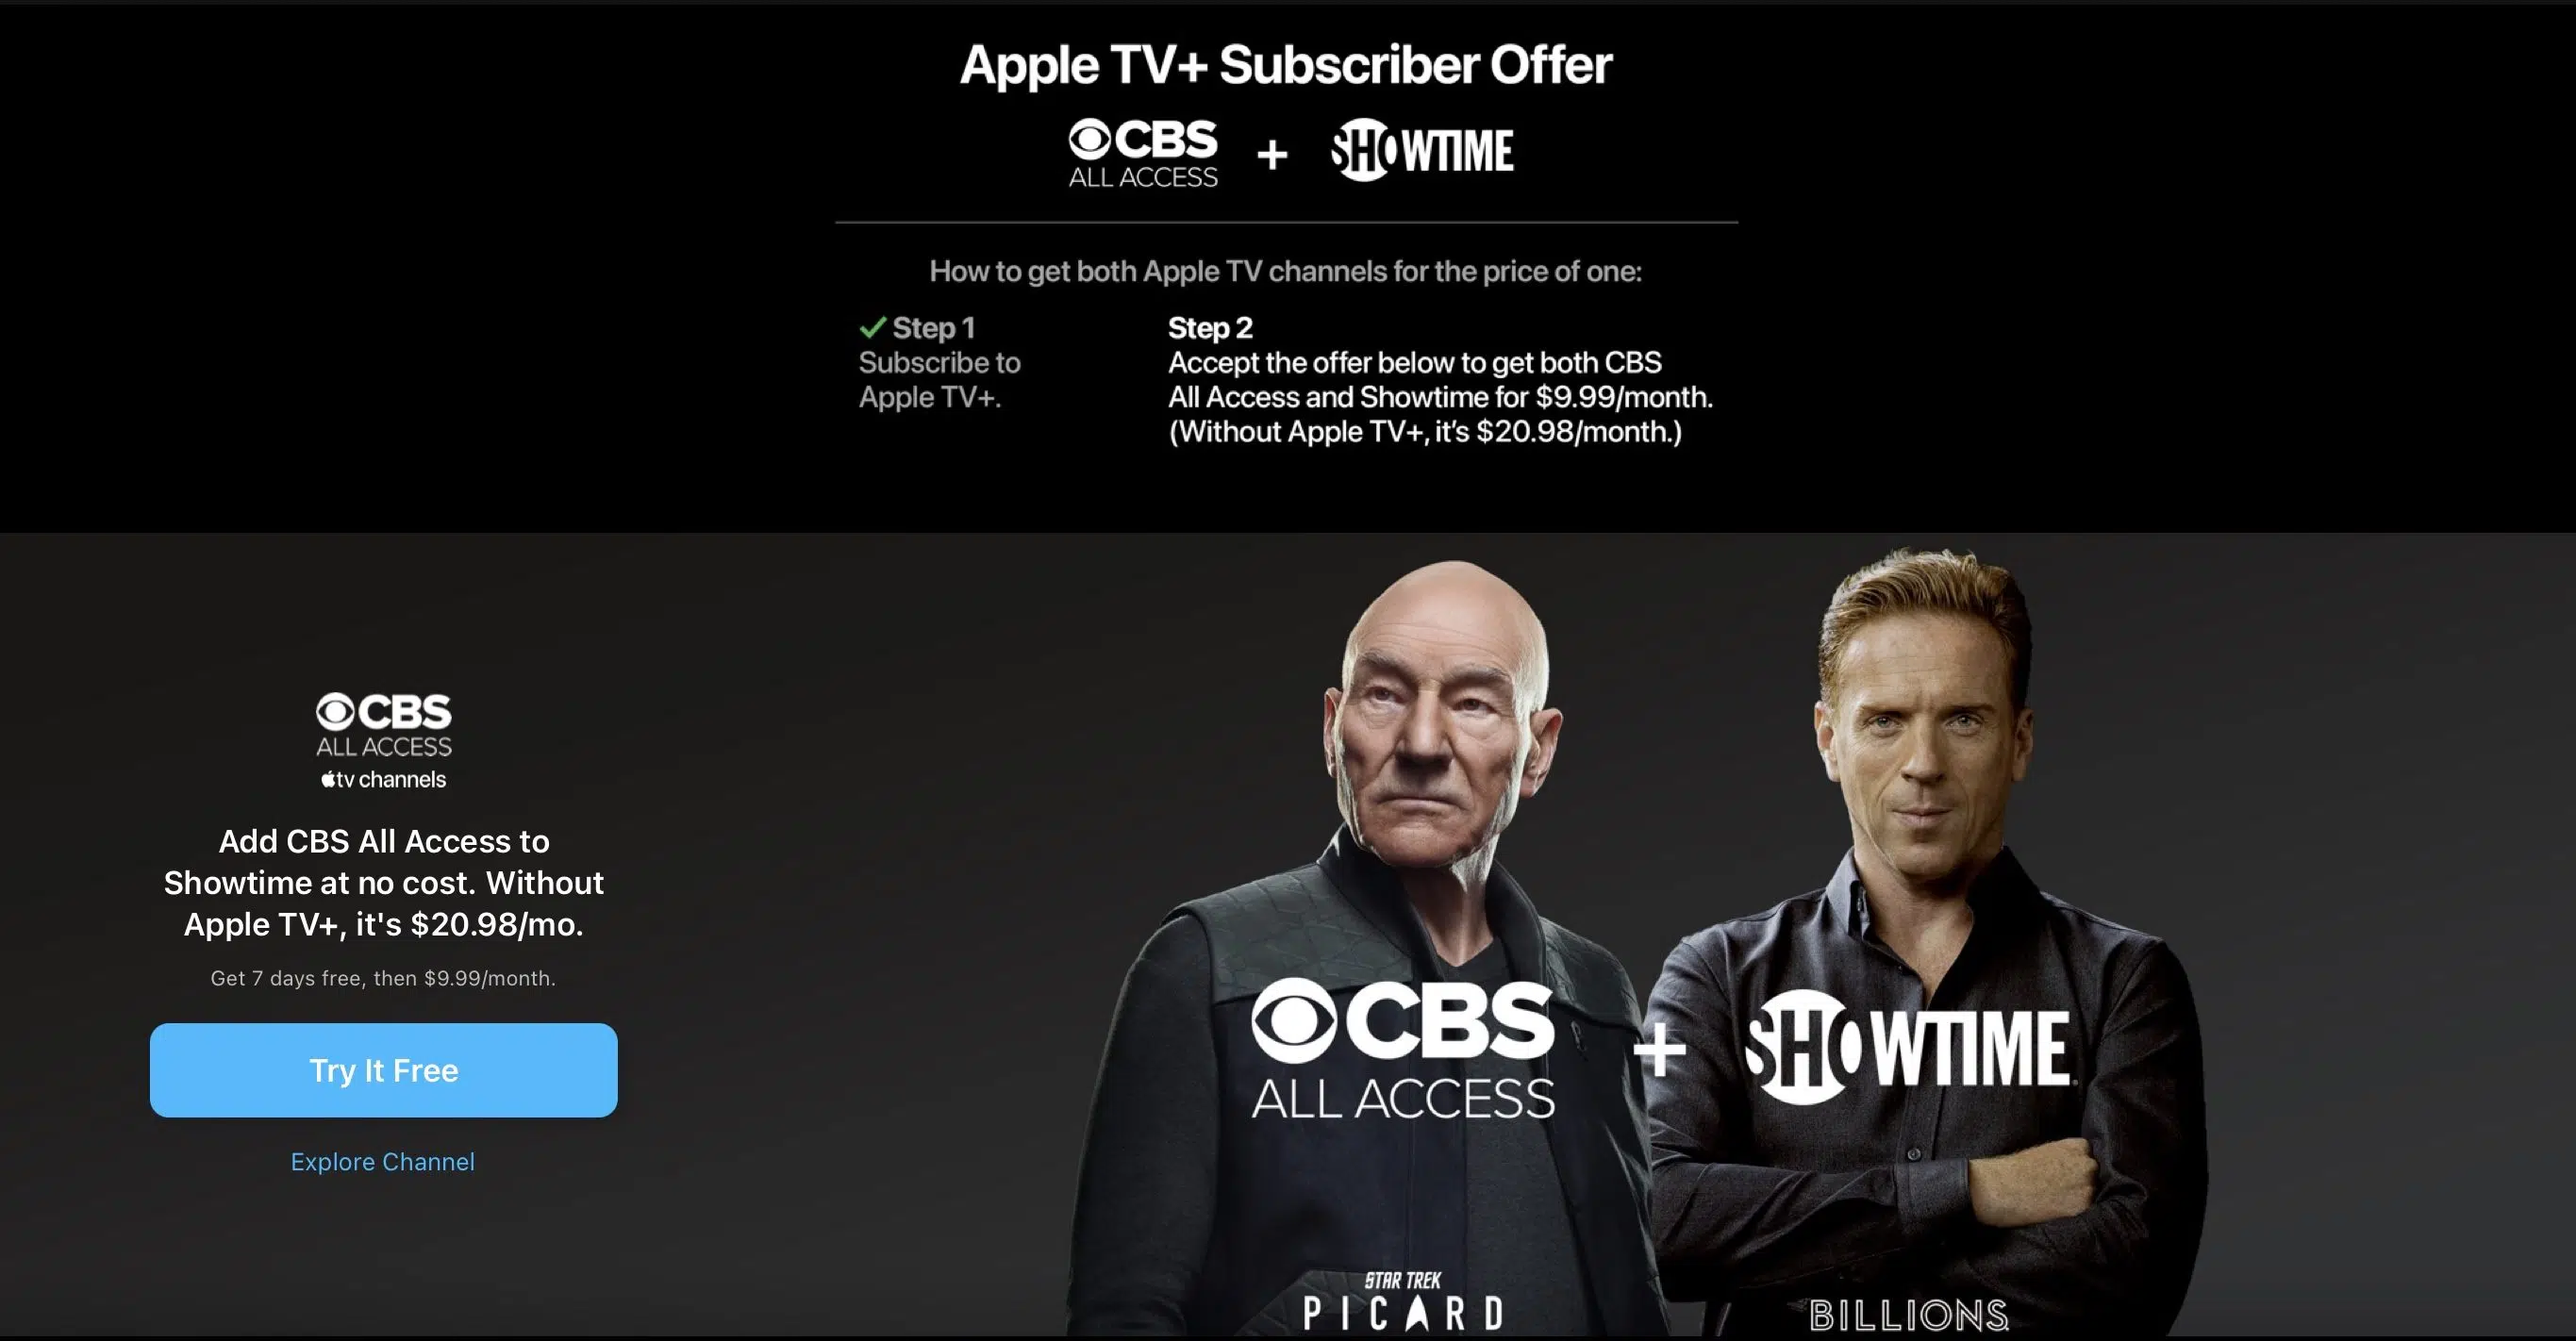 Apple TV+ Subscriber Offer
CBS
ALL ACCESS
+
SHOWTIME
How to get both Apple TV channels for the price of one:
Step 1
Subscribe to
Apple TV+.
Step 2
Accept the offer below to get both CBS
All Access and Showtime for $9.99/month.
(Without Apple TV+, it’s $20.98/month.)
CBS
ALL ACCESS
tv channels
Add CBS All Access to
Showtime at no cost. Without
Apple TV+, it's $20.98/mo.
Get 7 days free, then $9.99/month.
Try It Free
Explore Channel
CBS
ALL ACCESS
+
SHOWTIME
STAR TREK
PICARD
BILLIONS